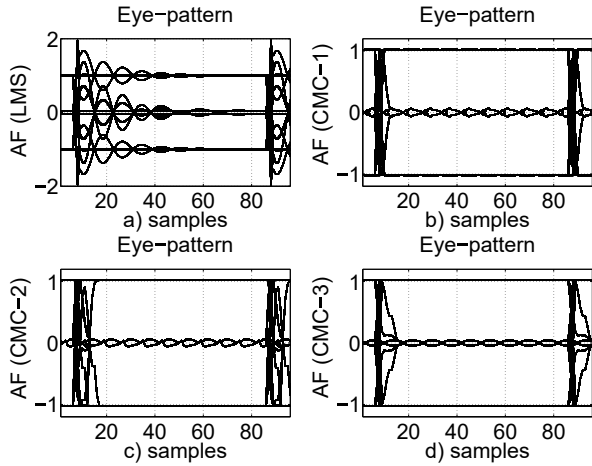 Eye−pattern
AF (LMS)
2
1
0
−1
−2
20 40 60 80
a) samples
Eye−pattern
AF (CMC−1)
1
0
−1
20 40 60 80
b) samples
Eye−pattern
AF (CMC−2)
1
0
−1
20 40 60 80
c) samples
Eye−pattern
AF (CMC−3)
1
0
−1
20 40 60 80
d) samples